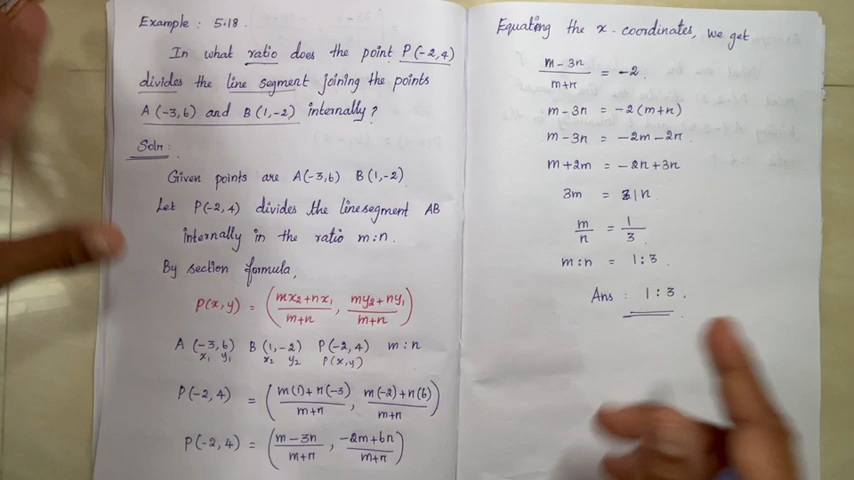 Example : 5.18.
In what ratio does the point P(-2,4)
divides the line segment joining the points
A(-3,6) and B(1,-2) internally?
Soln :
Given points are A(-3,6) B(1,-2)
Let P(-2,4) divides the line segment AB
internally in the ratio m:n.
By section formula,
P(x,y) = ( mx₂+nx₁ / m+n , my₂+ny₁ / m+n )
A (-3,6) B (1,-2) P(-2,4) m:n
x₁ y₁ x₂ y₂ P(x,y)
P(-2,4) = ( m(1)+n(-3) / m+n , m(-2)+n(6) / m+n )
P(-2,4) = ( m-3n / m+n , -2m+6n / m+n )
Equating the x-coordinates, we get
m-3n / m+n = -2.
m-3n = -2(m+n)
m-3n = -2m-2n.
m+2m = -2n+3n
3m = 1n
m / n = 1 / 3.
m:n = 1:3.
Ans : 1:3.